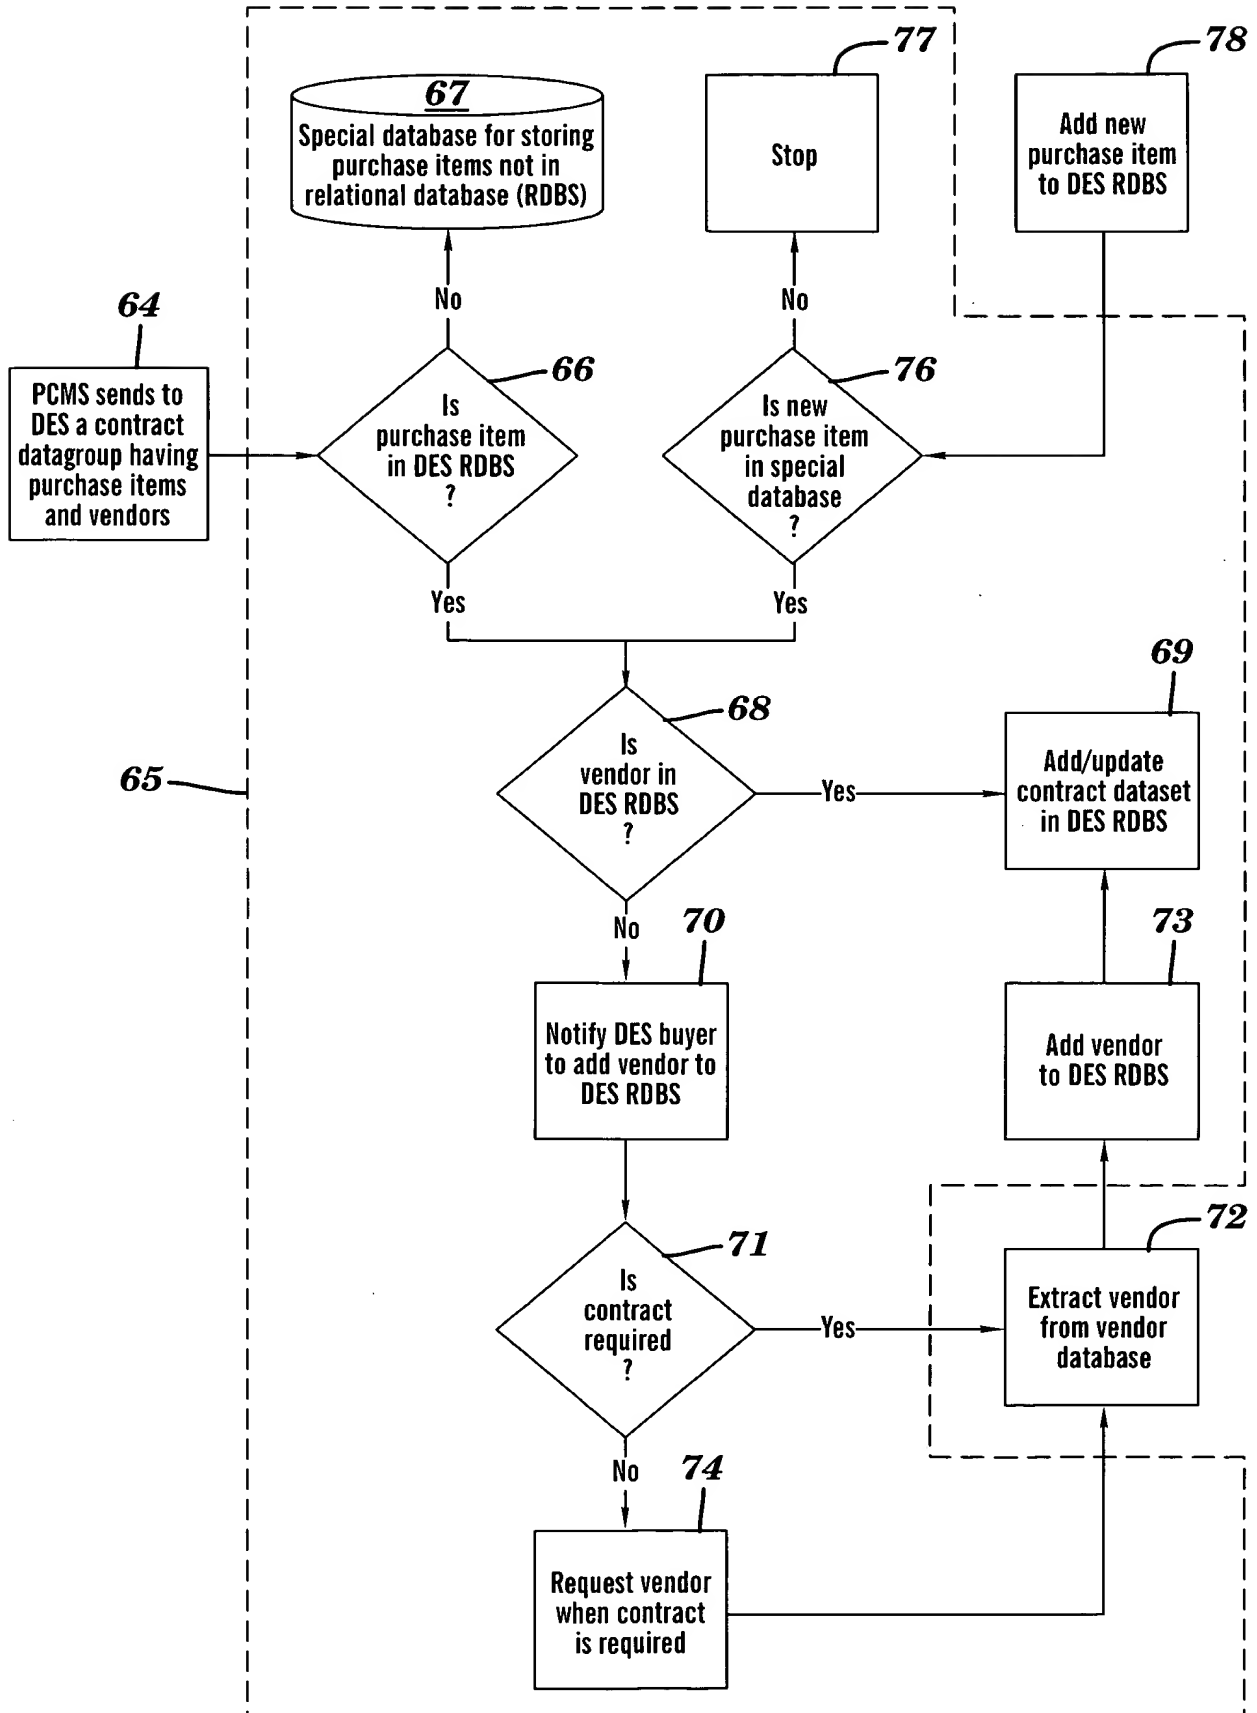 77
78
67
Special database for storing
purchase items not in
relational database (RDBS)
Stop
Add new
purchase item
to DES RDBS
64
No
No
PCMS sends to
DES a contract
datagroup having
purchase items
and vendors
66
Is
purchase item
in DES RDBS
?
76
Is new
purchase item
in special
database
?
Yes
Yes
68
69
65
Is
vendor in
DES RDBS
?
Yes
Add/update
contract dataset
in DES RDBS
No
70
73
Notify DES buyer
to add vendor to
DES RDBS
Add vendor
to DES RDBS
71
72
Is
contract
required
?
Yes
Extract vendor
from vendor
database
No
74
Request vendor
when contract
is required